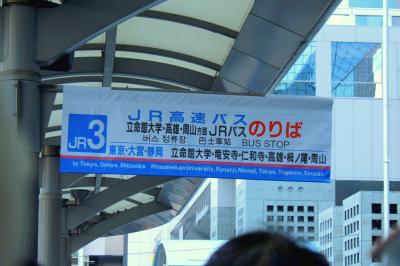 JR高速バス
立命館大学・高雄・周山方面 JRバス のりば
버스 정류장 巴士車站 BUS STOP
JR3
東京・大宮・静岡 立命館大学・竜安寺・仁和寺・高雄・栂ノ尾・周山
to Tokyo, Omiya, Shizuoka Ritsumeikan University, Ryoanji, Ninnaji, Takao, Toganoo, Shuzan